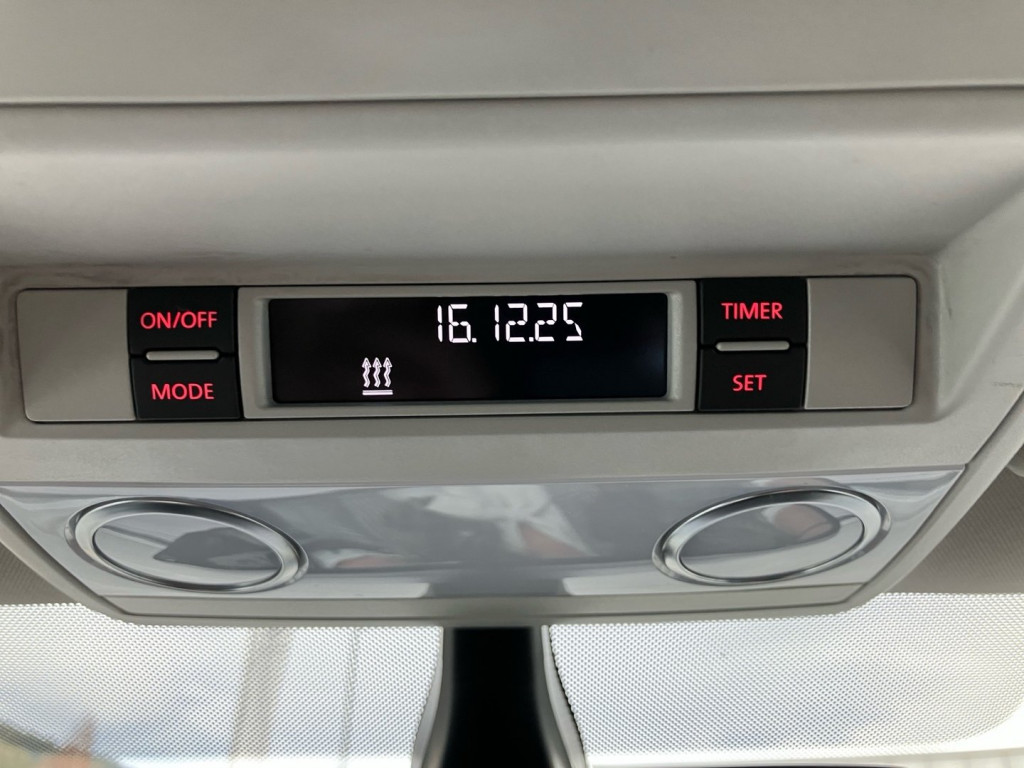 16.12.25
ON/OFF
MODE
TIMER
SET